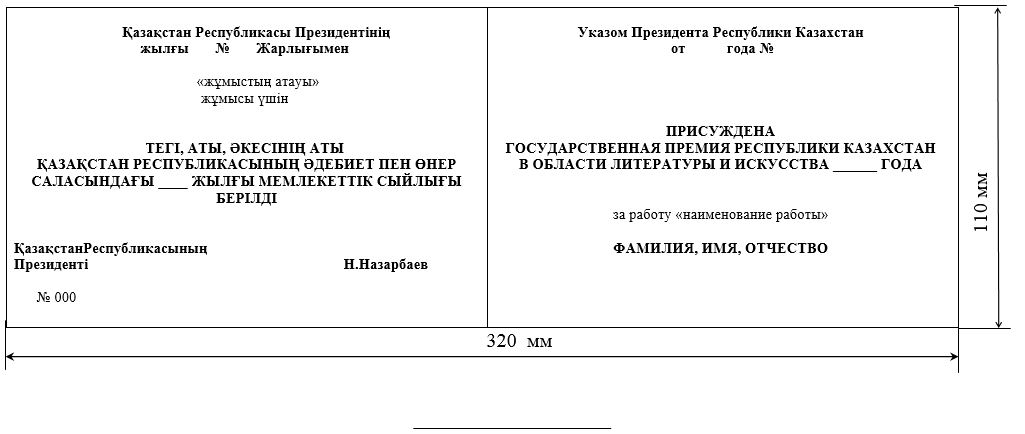 Қазақстан Республикасы Президентінің
жылғы № Жарлығымен
«жұмыстың атауы»
жұмысы үшін
ТЕГІ, АТЫ, ӘКЕСІНІҢ АТЫ
ҚАЗАҚСТАН РЕСПУБЛИКАСЫНЫҢ ӘДЕБИЕТ ПЕН ӨНЕР
САЛАСЫНДАҒЫ ____ ЖЫЛҒЫ МЕМЛЕКЕТТІК СЫЙЛЫҒЫ
БЕРІЛДІ
ҚазақстанРеспубликасының
Президенті Н.Назарбаев
№ 000
Указом Президента Республики Казахстан
от года №
ПРИСУЖДЕНА
ГОСУДАРСТВЕННАЯ ПРЕМИЯ РЕСПУБЛИКИ КАЗАХСТАН
В ОБЛАСТИ ЛИТЕРАТУРЫ И ИСКУССТВА ______ ГОДА
за работу «наименование работы»
ФАМИЛИЯ, ИМЯ, ОТЧЕСТВО
110 мм
320 мм